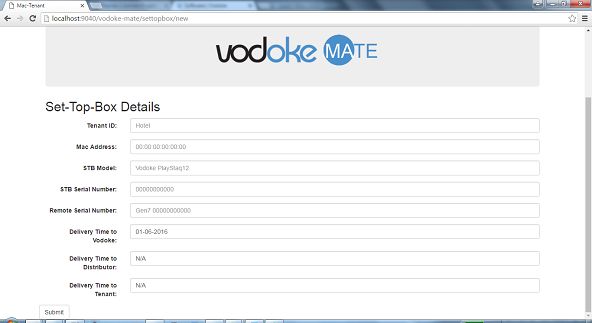 Mac-Tenant
localhost:9040/vodoke-mate/settopbox/new
vodoke MATE
Set-Top-Box Details
Tenant ID: Hotel
Mac Address: 00:00:00:00:00:00
STB Model: Vodoke PlayStaq12
STB Serial Number: 00000000000
Remote Serial Number: Gen7 00000000000
Delivery Time to Vodoke: 01-06-2016
Delivery Time to Distributor: N/A
Delivery Time to Tenant: N/A
Submit